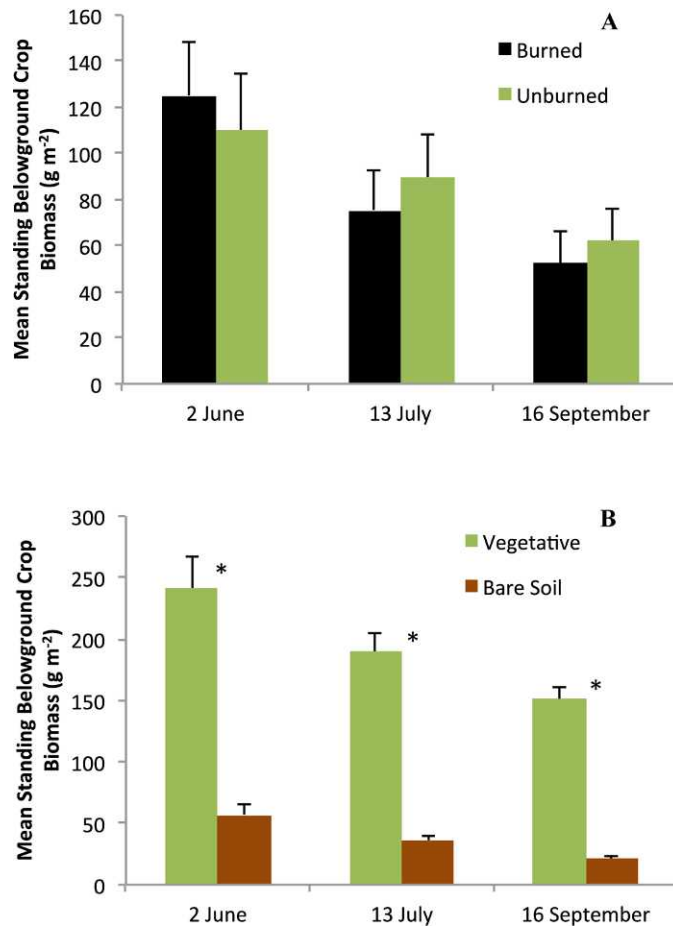 A
Burned
Unburned
Mean Standing Belowground Crop
Biomass (g m⁻²)
160
140
120
100
80
60
40
20
0
2 June 13 July 16 September
B
Vegetative
Bare Soil
Mean Standing Belowground Crop
Biomass (g m⁻²)
300
250
200
150
100
50
0
*
*
*
2 June 13 July 16 September